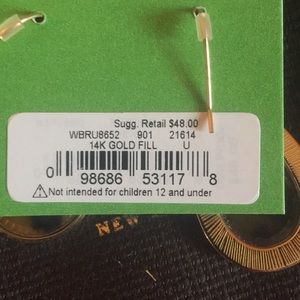 Sugg. Retail $48.00
WBRU8652 901 21614
14K GOLD FILL U
0 98686 53117 8
⚠Not intended for children 12 and under
NEW